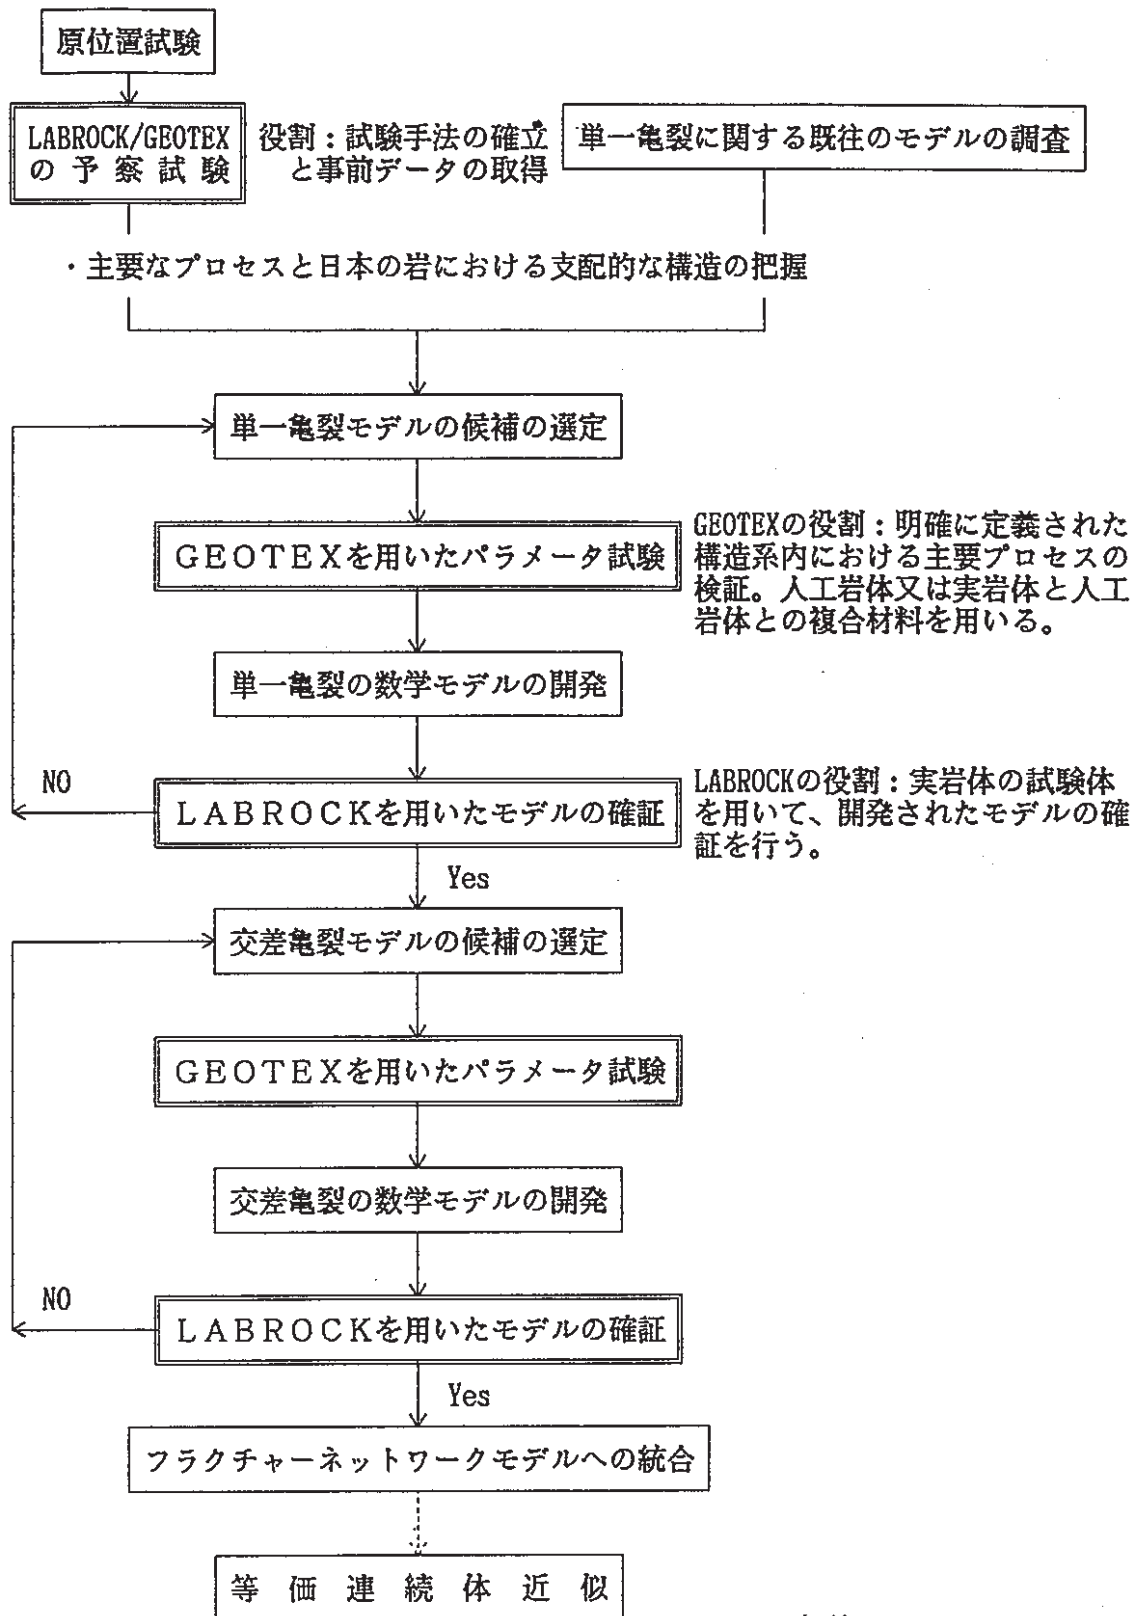 原位置試験
LABROCK/GEOTEX
の予察試験
役割：試験手法の確立
と事前データの取得
単一亀裂に関する既往のモデルの調査
・主要なプロセスと日本の岩における支配的な構造の把握
単一亀裂モデルの候補の選定
ＧＥＯＴＥＸを用いたパラメータ試験
GEOTEXの役割：明確に定義された
構造系内における主要プロセスの
検証。人工岩体又は実岩体と人工
岩体との複合材料を用いる。
単一亀裂の数学モデルの開発
NO
ＬＡＢＲＯＣＫを用いたモデルの確証
LABROCKの役割：実岩体の試験体
を用いて、開発されたモデルの確
証を行う。
Yes
交差亀裂モデルの候補の選定
ＧＥＯＴＥＸを用いたパラメータ試験
交差亀裂の数学モデルの開発
NO
ＬＡＢＲＯＣＫを用いたモデルの確証
Yes
フラクチャーネットワークモデルへの統合
等価連続体近似